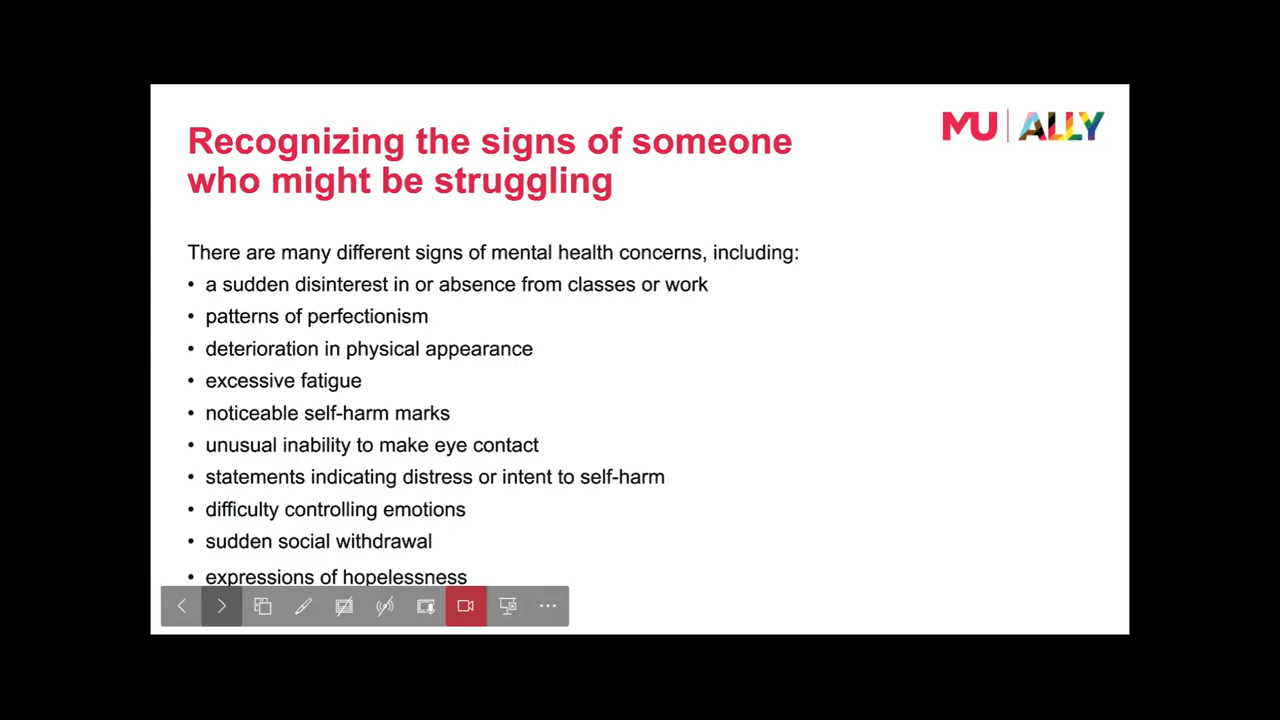 MU | ALLY
Recognizing the signs of someone
who might be struggling
There are many different signs of mental health concerns, including:
• a sudden disinterest in or absence from classes or work
• patterns of perfectionism
• deterioration in physical appearance
• excessive fatigue
• noticeable self-harm marks
• unusual inability to make eye contact
• statements indicating distress or intent to self-harm
• difficulty controlling emotions
• sudden social withdrawal
• expressions of hopelessness